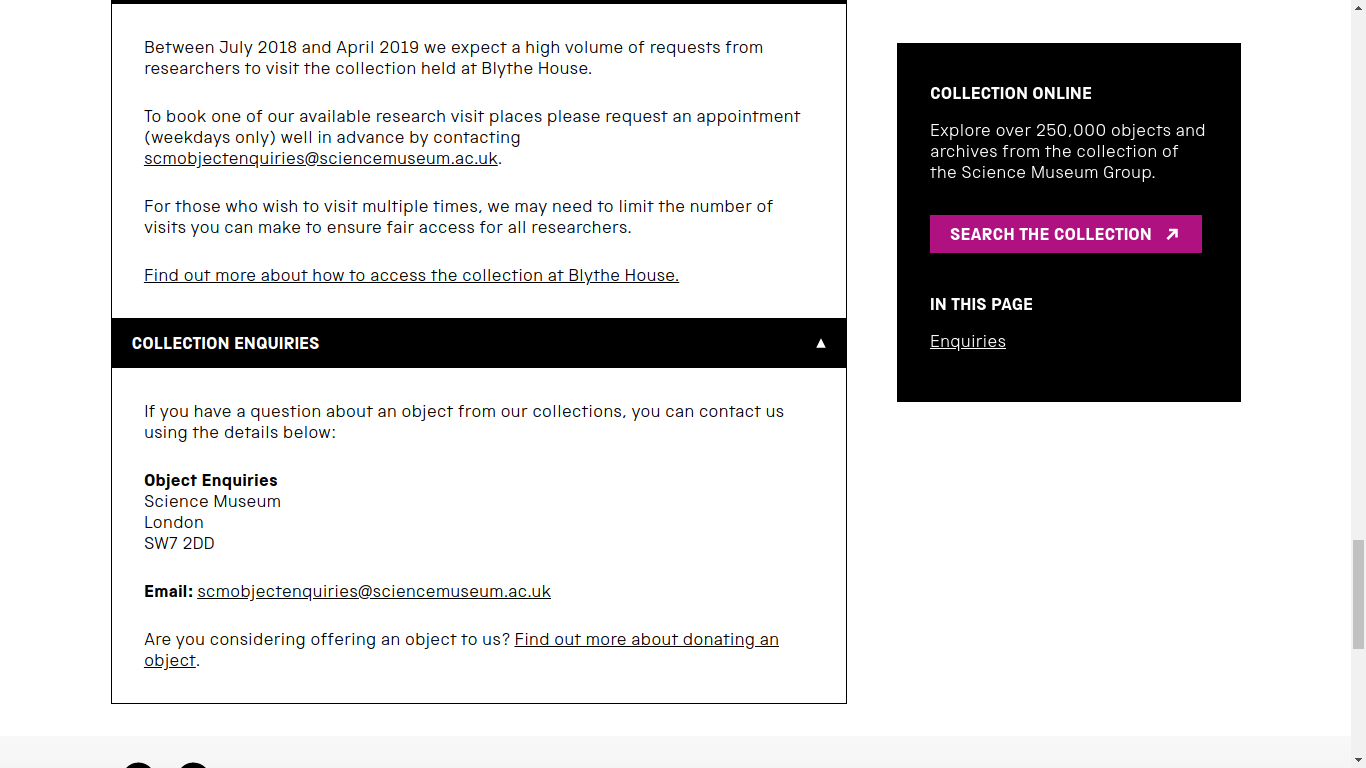 Between July 2018 and April 2019 we expect a high volume of requests from
researchers to visit the collection held at Blythe House.
To book one of our available research visit places please request an appointment
(weekdays only) well in advance by contacting
scmobjectenquiries@sciencemuseum.ac.uk.
For those who wish to visit multiple times, we may need to limit the number of
visits you can make to ensure fair access for all researchers.
Find out more about how to access the collection at Blythe House.
COLLECTION ENQUIRIES
If you have a question about an object from our collections, you can contact us
using the details below:
Object Enquiries
Science Museum
London
SW7 2DD
Email: scmobjectenquiries@sciencemuseum.ac.uk
Are you considering offering an object to us? Find out more about donating an
object.
COLLECTION ONLINE
Explore over 250,000 objects and
archives from the collection of
the Science Museum Group.
SEARCH THE COLLECTION
IN THIS PAGE
Enquiries